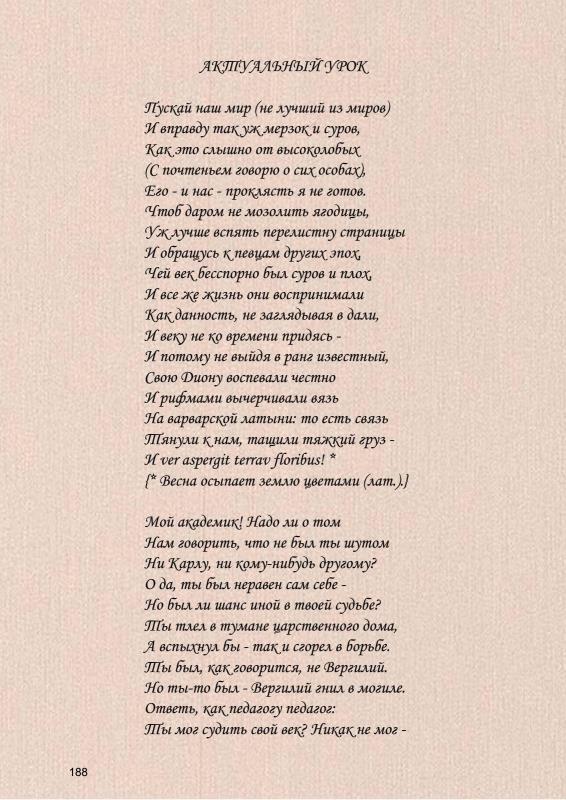 АКТУАЛЬНЫЙ УРОК
Пускай наш мир (не лучший из миров)
И вправду так уж мерзок и суров,
Как это слышно от высоколобых
(С почтеньем говорю о сих особах),
Его - и нас - проклясть я не готов.
Чтоб даром не мозолить ягодицы,
Уж лучше вспять перелистну страницы
И обращусь к певцам других эпох,
Чей век бесспорно был суров и плох,
И все же жизнь они воспринимали
Как данность, не заглядывая в дали,
И веку не ко времени придясь -
И потому не выйдя в ранг известный,
Свою Диону воспевали честно
И рифмами вычерчивали вязь
На варварской латыни: то есть связь
Тянули к нам, тащили тяжкий груз -
И ver aspergit terrav floribus! *
[* Весна осыпает землю цветами (лат.).]
Мой академик! Надо ли о том
Нам говорить, что не был ты шутом
Ни Карлу, ни кому-нибудь другому?
О да, ты был неравен сам себе -
Но был ли шанс иной в твоей судьбе?
Ты тлел в тумане царственного дома,
А вспыхнул бы - так и сгорел в борьбе.
Ты был, как говорится, не Вергилий.
Но ты-то был - Вергилий гнил в могиле.
Ответь, как педагогу педагог:
Ты мог судить свой век? Никак не мог -
188